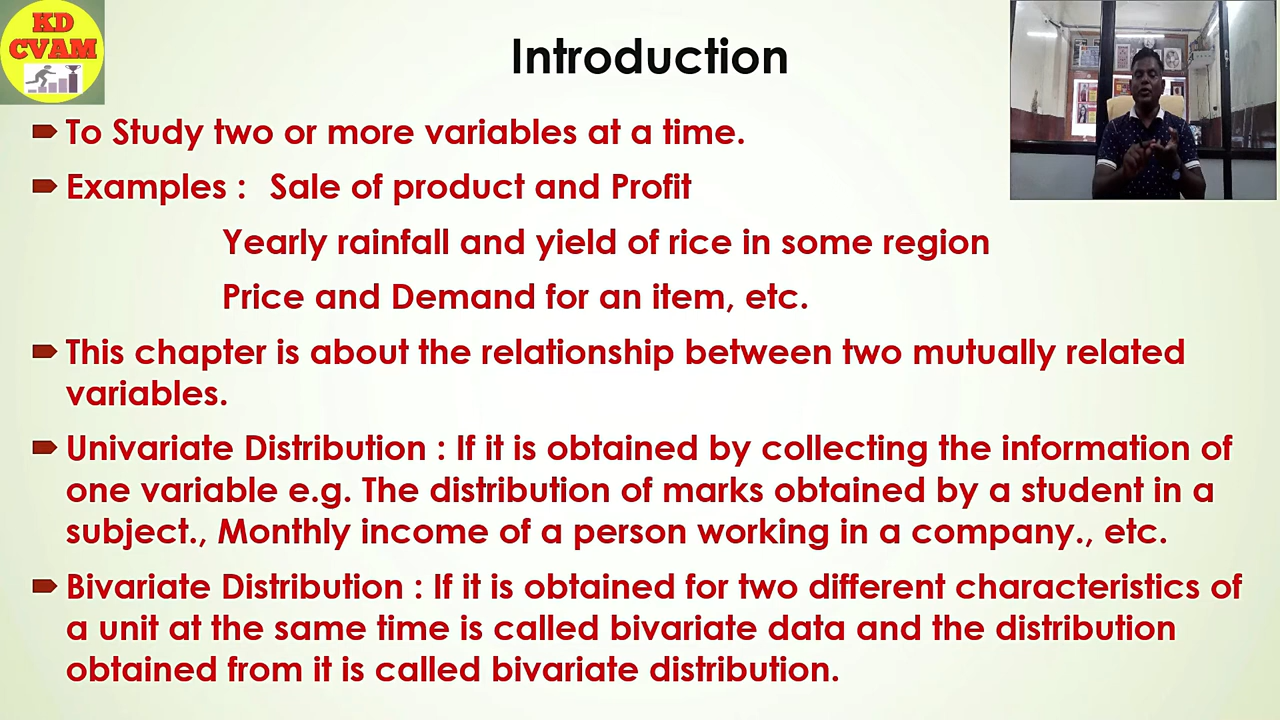 KD
CVAM
Introduction
To Study two or more variables at a time.
Examples : Sale of product and Profit
Yearly rainfall and yield of rice in some region
Price and Demand for an item, etc.
This chapter is about the relationship between two mutually related
variables.
Univariate Distribution : If it is obtained by collecting the information of
one variable e.g. The distribution of marks obtained by a student in a
subject., Monthly income of a person working in a company., etc.
Bivariate Distribution : If it is obtained for two different characteristics of
a unit at the same time is called bivariate data and the distribution
obtained from it is called bivariate distribution.